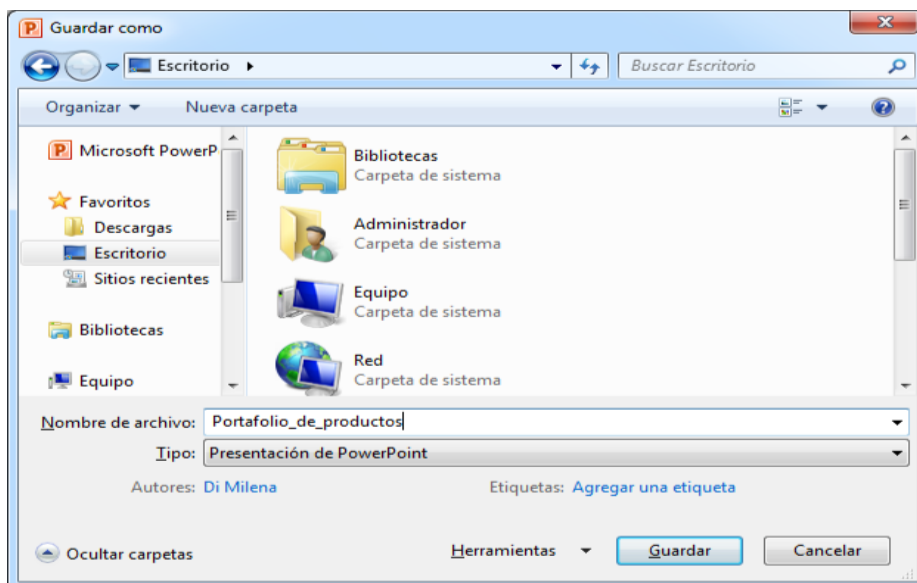 Guardar como
Escritorio
Buscar Escritorio
Organizar
Nueva carpeta
Microsoft PowerP
Favoritos
Descargas
Escritorio
Sitios recientes
Bibliotecas
Equipo
Bibliotecas
Carpeta de sistema
Administrador
Carpeta de sistema
Equipo
Carpeta de sistema
Red
Carpeta de sistema
Nombre de archivo: Portafolio_de_productos
Tipo: Presentación de PowerPoint
Autores: Di Milena Etiquetas: Agregar una etiqueta
Ocultar carpetas Herramientas Guardar Cancelar